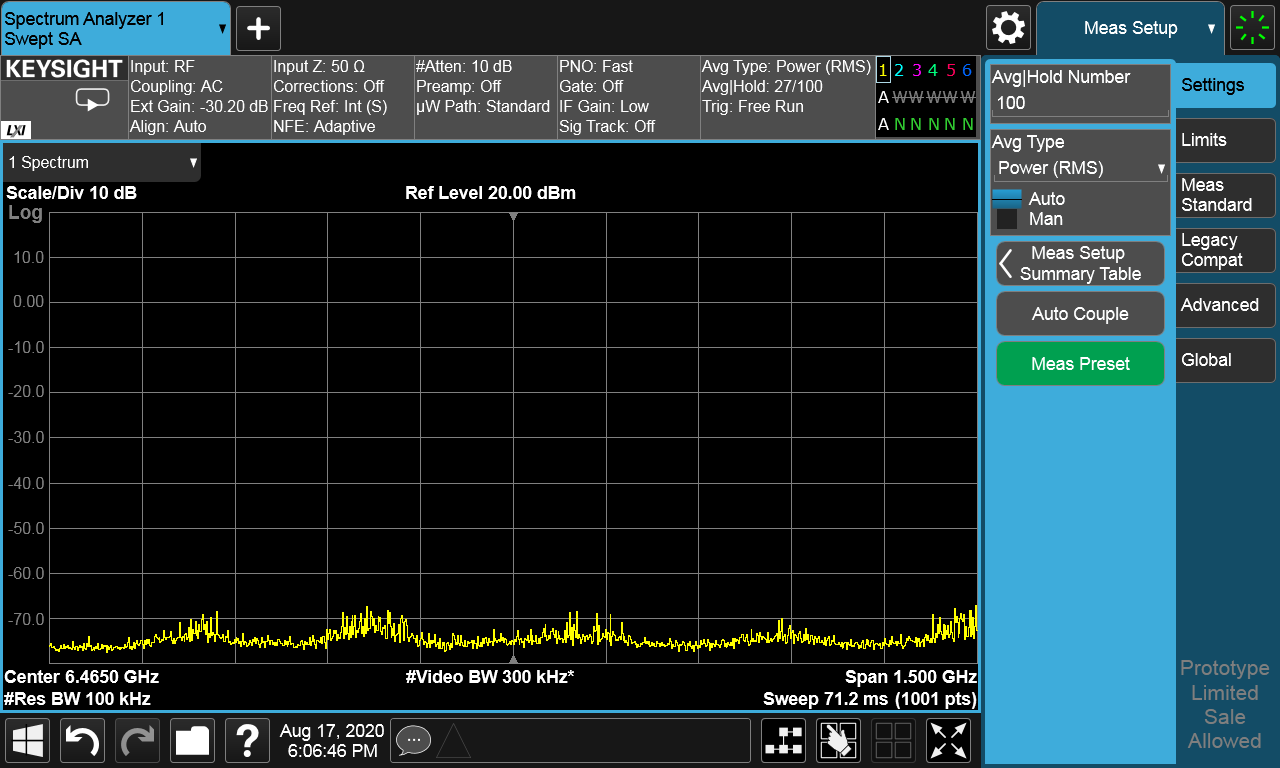 Spectrum Analyzer 1
Swept SA
Meas Setup
KEYSIGHT
LXI
Input: RF
Coupling: AC
Ext Gain: -30.20 dB
Align: Auto
Input Z: 50 Ω
Corrections: Off
Freq Ref: Int (S)
NFE: Adaptive
#Atten: 10 dB
Preamp: Off
µW Path: Standard
PNO: Fast
Gate: Off
IF Gain: Low
Sig Track: Off
Avg Type: Power (RMS)
Avg|Hold: 27/100
Trig: Free Run
1 2 3 4 5 6
A W W W W W
A N N N N N
1 Spectrum
Scale/Div 10 dB
Ref Level 20.00 dBm
Log
10.0
0.00
-10.0
-20.0
-30.0
-40.0
-50.0
-60.0
-70.0
Center 6.4650 GHz
#Video BW 300 kHz*
Span 1.500 GHz
#Res BW 100 kHz
Sweep 71.2 ms (1001 pts)
Avg|Hold Number
100
Avg Type
Power (RMS)
Auto
Man
Meas Setup
Summary Table
Auto Couple
Meas Preset
Settings
Limits
Meas
Standard
Legacy
Compat
Advanced
Global
Prototype
Limited
Sale
Allowed
?
Aug 17, 2020
6:06:46 PM